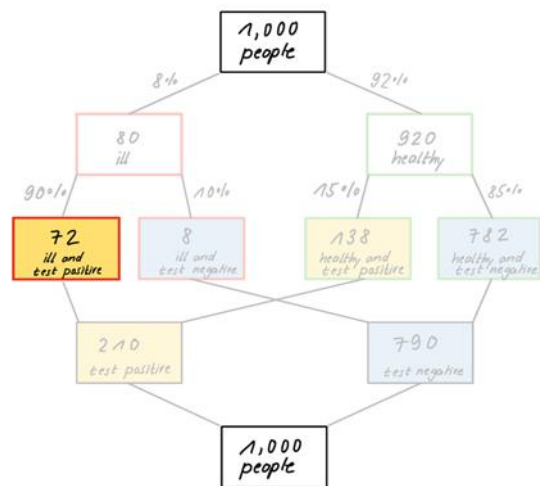 1,000
people
8%
92%
80
ill
920
healthy
90%
10%
15%
85%
72
ill and
test positive
8
ill and
test negative
138
healthy and
test positive
782
healthy and
test negative
210
test positive
790
test negative
1,000
people